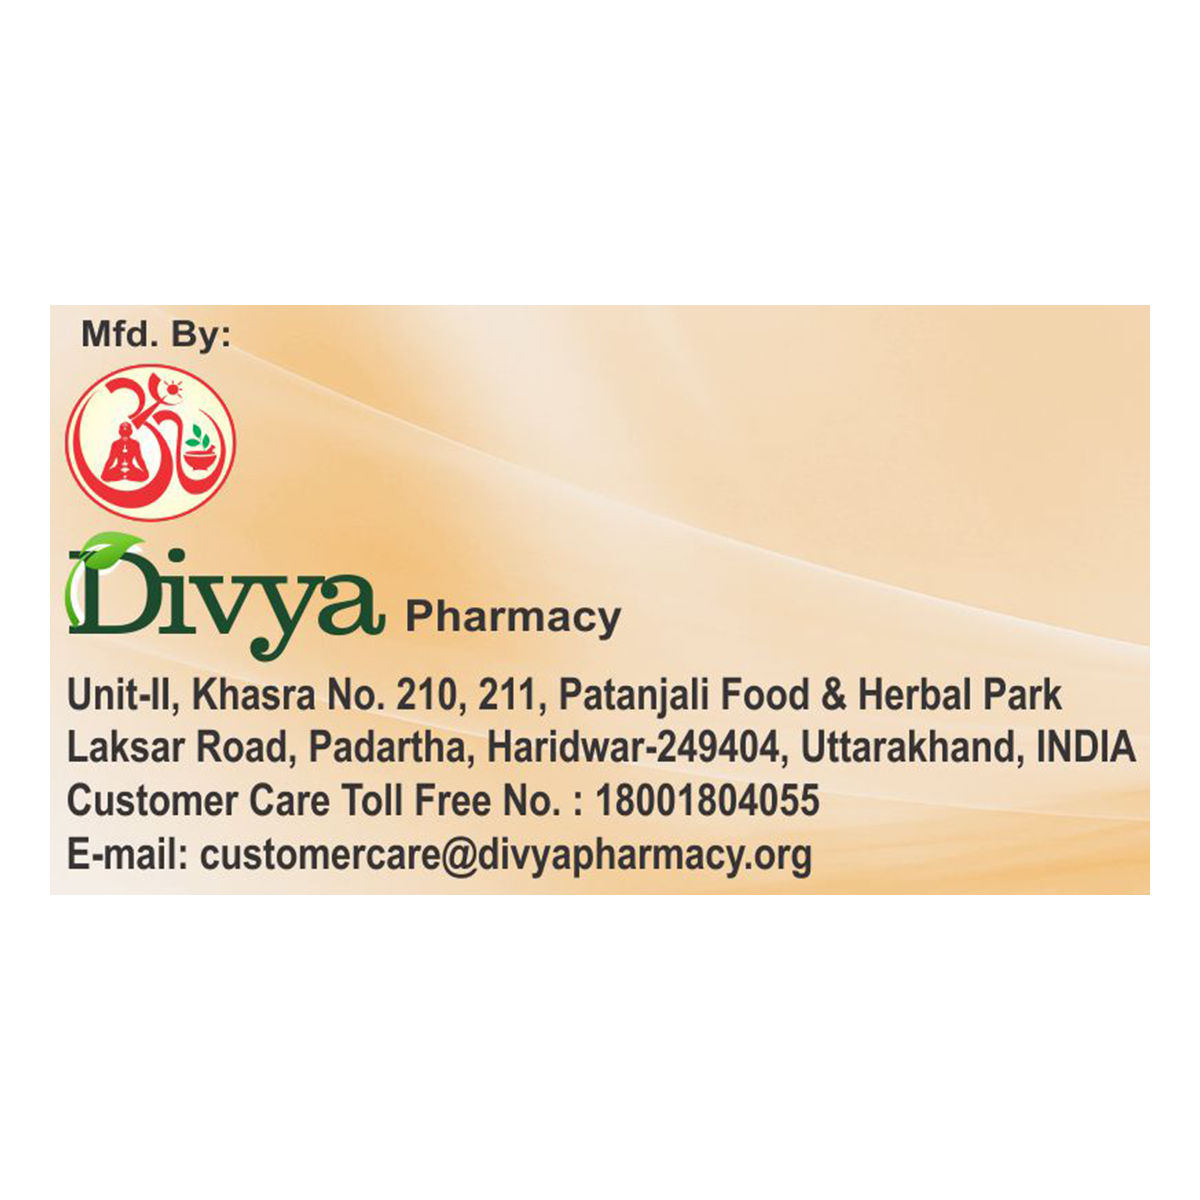 Mfd. By:
Divya Pharmacy
Unit-II, Khasra No. 210, 211, Patanjali Food & Herbal Park
Laksar Road, Padartha, Haridwar-249404, Uttarakhand, INDIA
Customer Care Toll Free No. : 18001804055
E-mail: customercare@divyapharmacy.org